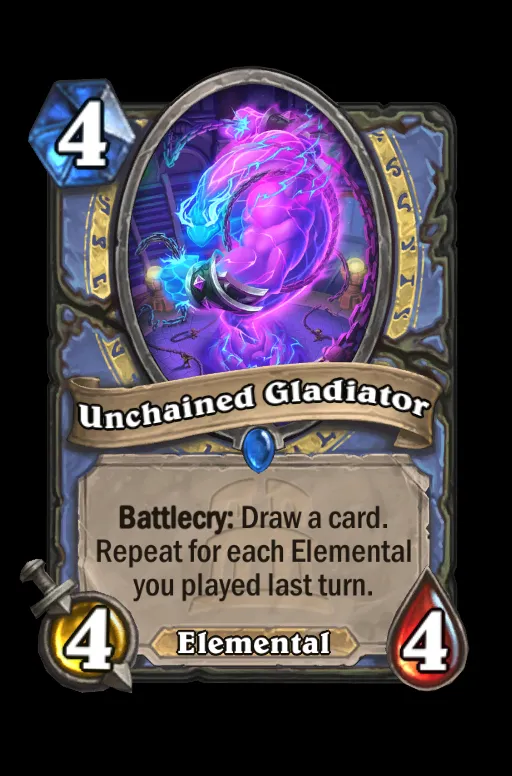 4
Unchained Gladiator
Battlecry: Draw a card.
Repeat for each Elemental
you played last turn.
4
Elemental
4